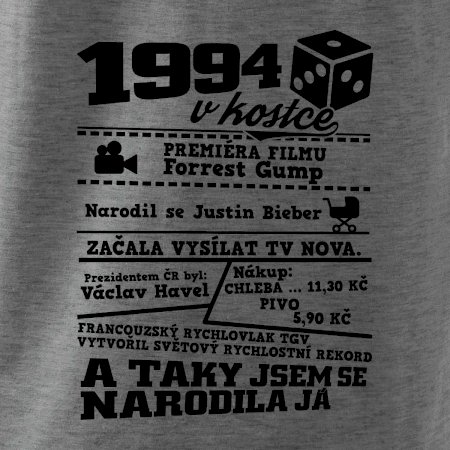 1994
v kostce
PREMIÉRA FILMU
Forrest Gump
Narodil se Justin Bieber
ZAČALA VYSÍLAT TV NOVA.
Prezidentem ČR byl:
Václav Havel
Nákup:
CHLEBA ... 11,30 KČ
PIVO
5,90 KČ
FRANCOUZSKÝ RYCHLOVLAK TGV
VYTVOŘIL SVĚTOVÝ RYCHLOSTNÍ REKORD
A TAKY JSEM SE
NARODILA JÁ